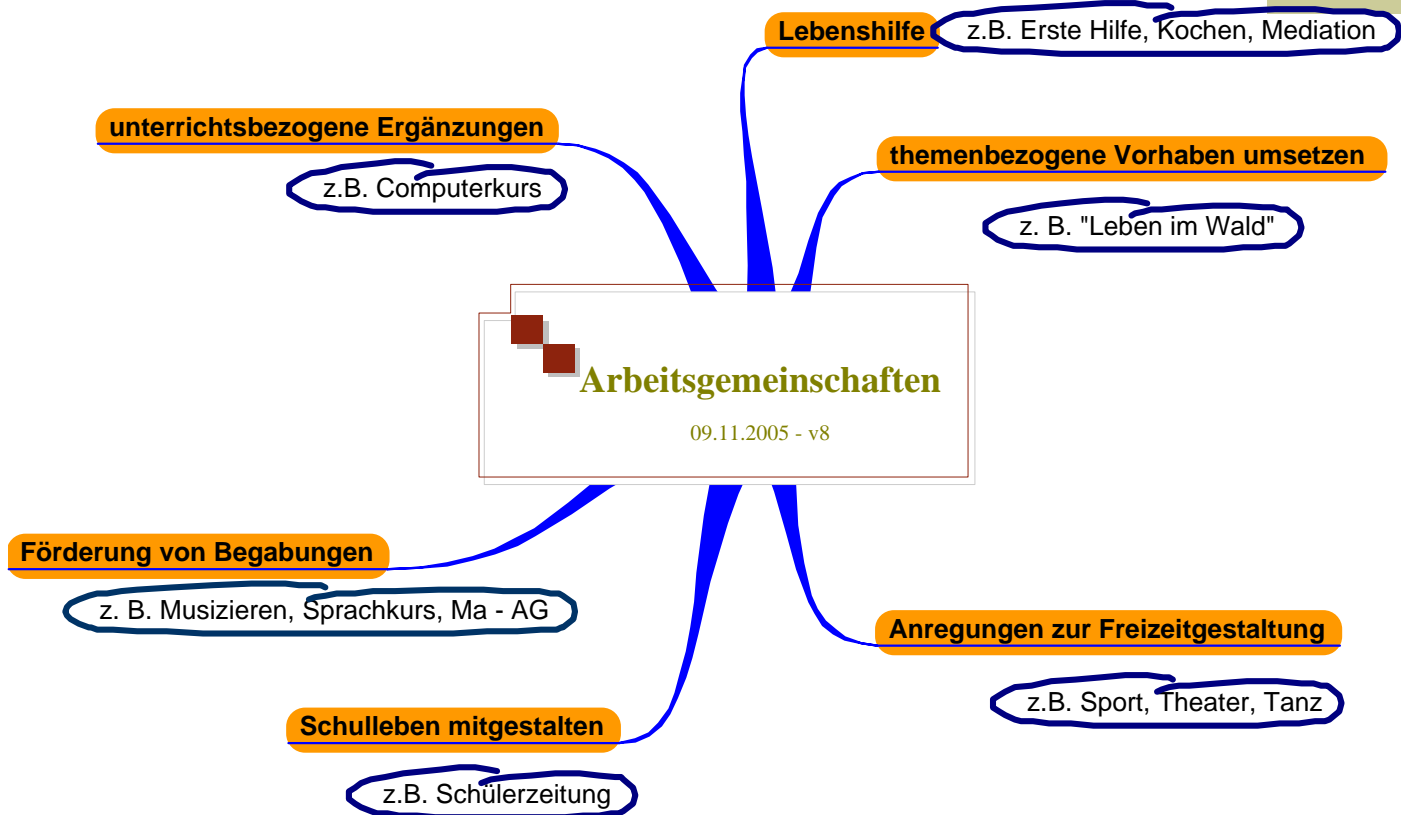 Lebenshilfe
z.B. Erste Hilfe, Kochen, Mediation
unterrichtsbezogene Ergänzungen
z.B. Computerkurs
themenbezogene Vorhaben umsetzen
z. B. "Leben im Wald"
Arbeitsgemeinschaften
09.11.2005 - v8
Förderung von Begabungen
z. B. Musizieren, Sprachkurs, Ma - AG
Anregungen zur Freizeitgestaltung
z.B. Sport, Theater, Tanz
Schulleben mitgestalten
z.B. Schülerzeitung